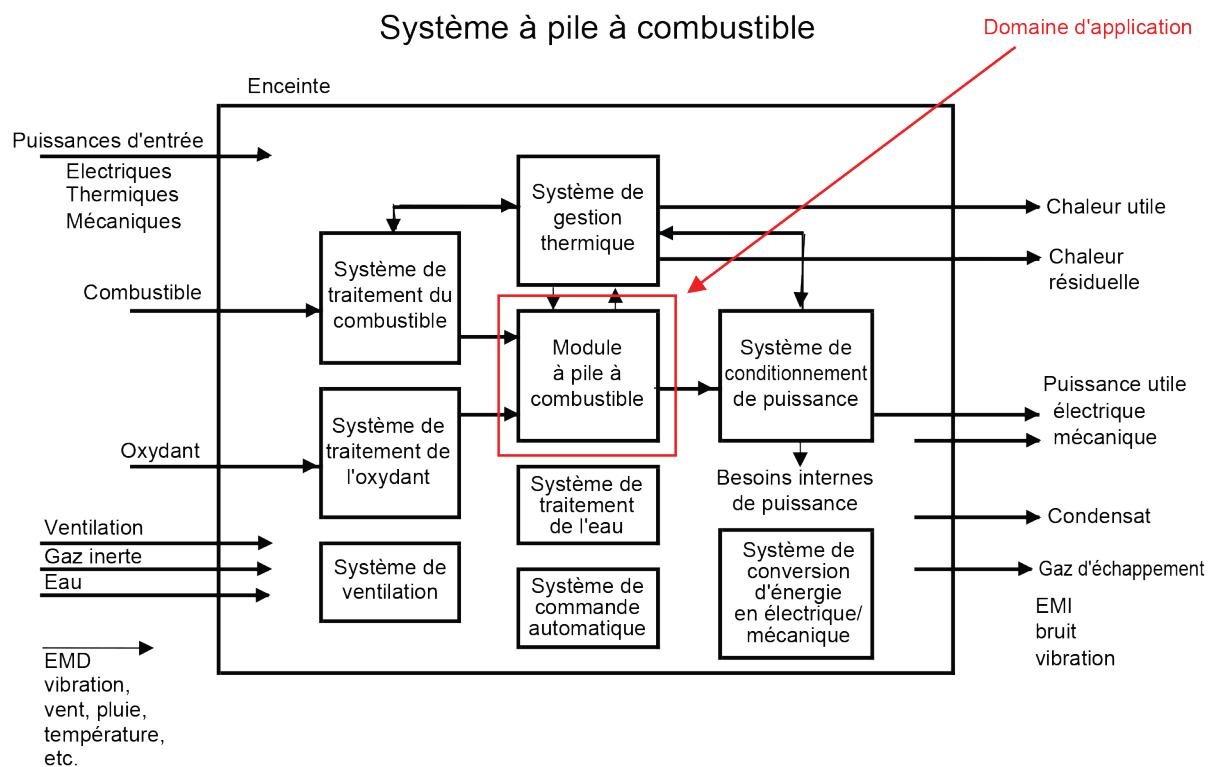 Système à pile à combustible
Domaine d'application
Enceinte
Puissances d'entrée
Electriques
Thermiques
Mécaniques
Système de
gestion
thermique
Chaleur utile
Chaleur
résiduelle
Combustible
Système de
traitement du
combustible
Module
à pile à
combustible
Système de
conditionnement
de puissance
Puissance utile
électrique
mécanique
Oxydant
Système de
traitement de
l'oxydant
Système de
traitement
de l'eau
Besoins internes
de puissance
Ventilation
Gaz inerte
Eau
Système de
ventilation
Système de
commande
automatique
Système de
conversion
d'énergie
en électrique/
mécanique
Condensat
Gaz d'échappement
EMI
bruit
vibration
EMD
vibration,
vent, pluie,
température,
etc.